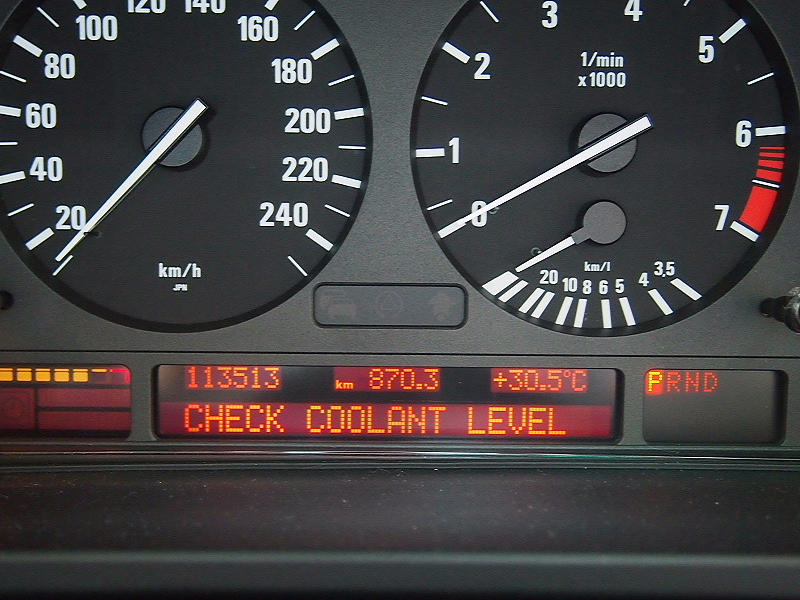 120 140
100 160
80 180
60 200
40 220
20 240
km/h
JPN
3 4
2 5
1/min
x1000
1 6
0 7
km/l
20 10 8 6 5 4 3,5
113513 km 870.3 +30.5°C
CHECK COOLANT LEVEL
PRND